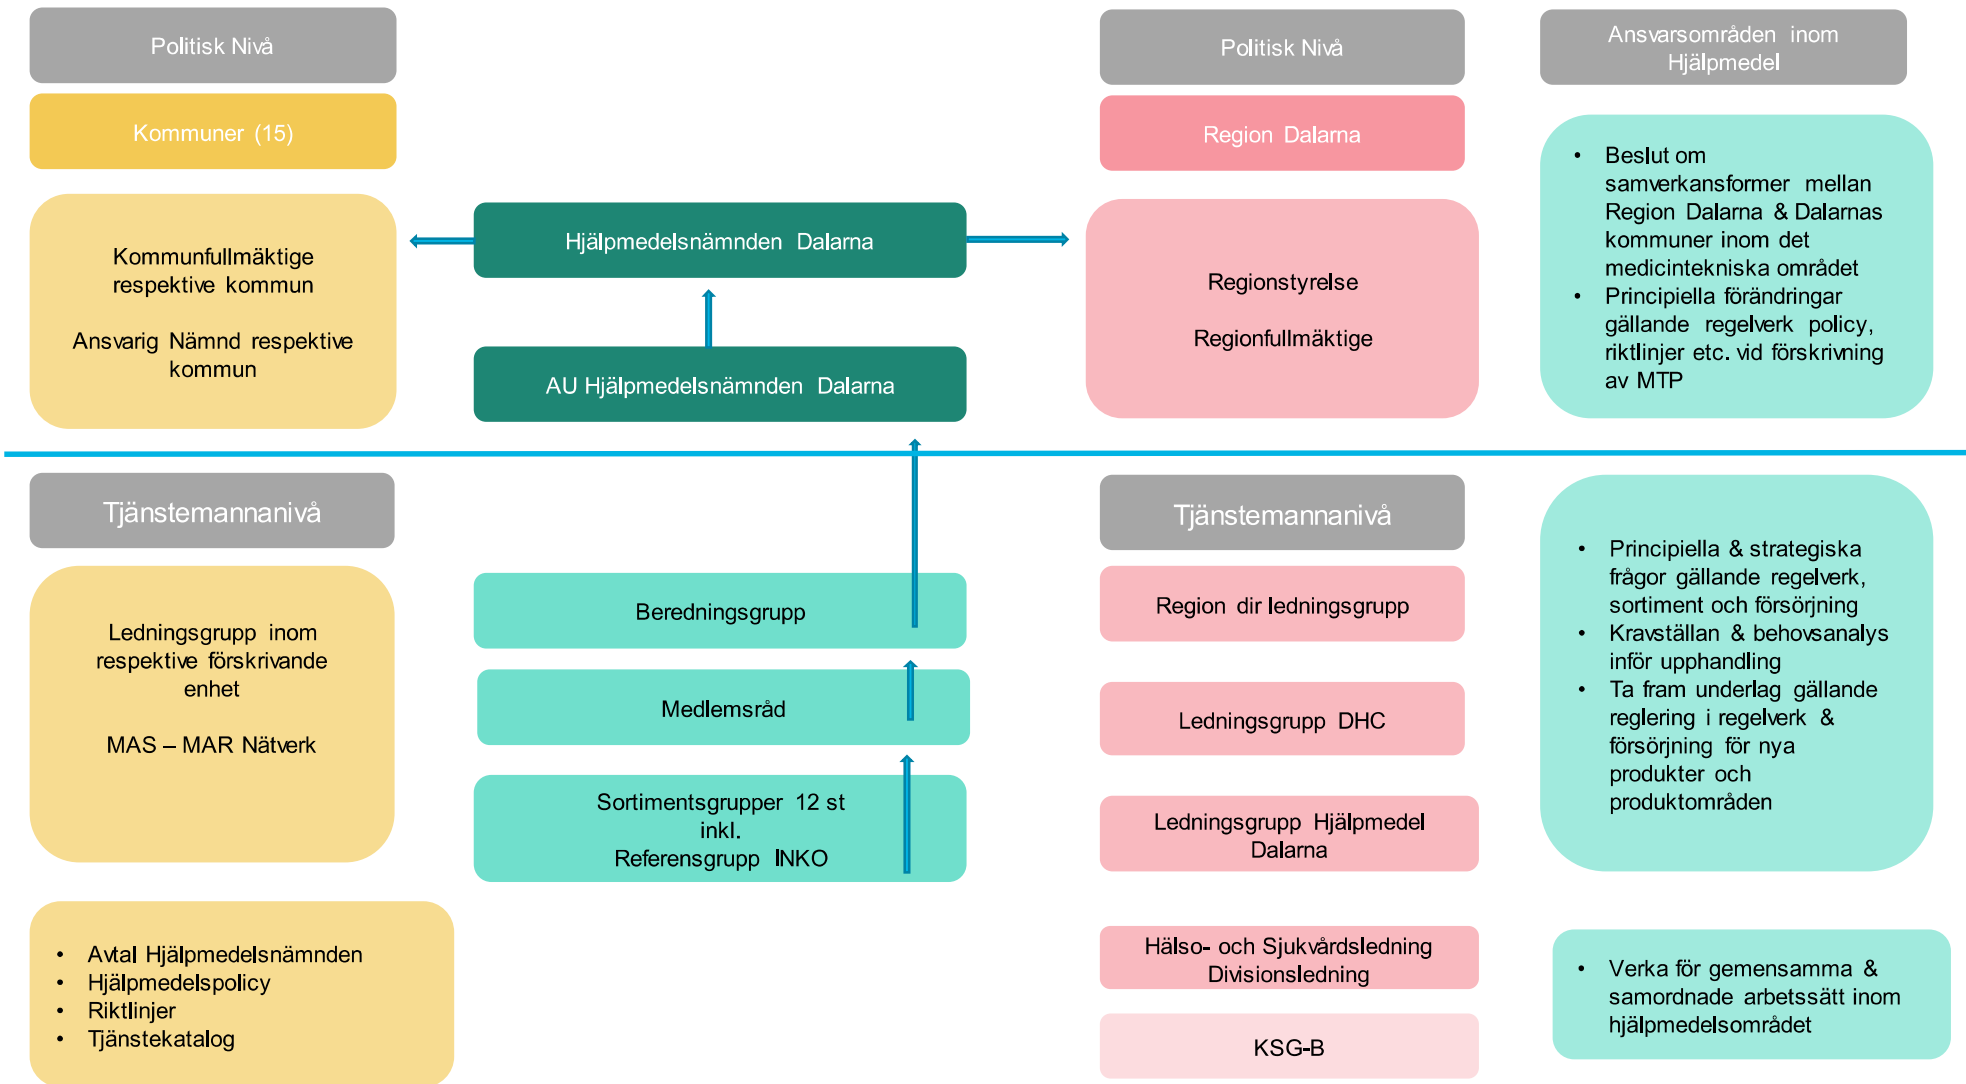 Politisk Nivå
Kommuner (15)
Kommunfullmäktige
respektive kommun
Ansvarig Nämnd respektive
kommun
Hjälpmedelsnämnden Dalarna
AU Hjälpmedelsnämnden Dalarna
Politisk Nivå
Region Dalarna
Regionstyrelse
Regionfullmäktige
Ansvarsområden inom
Hjälpmedel
• Beslut om
samverkansformer mellan
Region Dalarna & Dalarnas
kommuner inom det
medicintekniska området
• Principiella förändringar
gällande regelverk policy,
riktlinjer etc. vid förskrivning
av MTP
Tjänstemannanivå
Ledningsgrupp inom
respektive förskrivande
enhet
MAS – MAR Nätverk
• Avtal Hjälpmedelsnämnden
• Hjälpmedelspolicy
• Riktlinjer
• Tjänstekatalog
Beredningsgrupp
Medlemsråd
Sortimentsgrupper 12 st
inkl.
Referensgrupp INKO
Tjänstemannanivå
Region dir ledningsgrupp
Ledningsgrupp DHC
Ledningsgrupp Hjälpmedel
Dalarna
Hälso- och Sjukvårdsledning
Divisionsledning
KSG-B
• Principiella & strategiska
frågor gällande regelverk,
sortiment och försörjning
• Kravställan & behovsanalys
inför upphandling
• Ta fram underlag gällande
reglering i regelverk &
försörjning för nya
produkter och
produktområden
• Verka för gemensamma &
samordnade arbetssätt inom
hjälpmedelsområdet